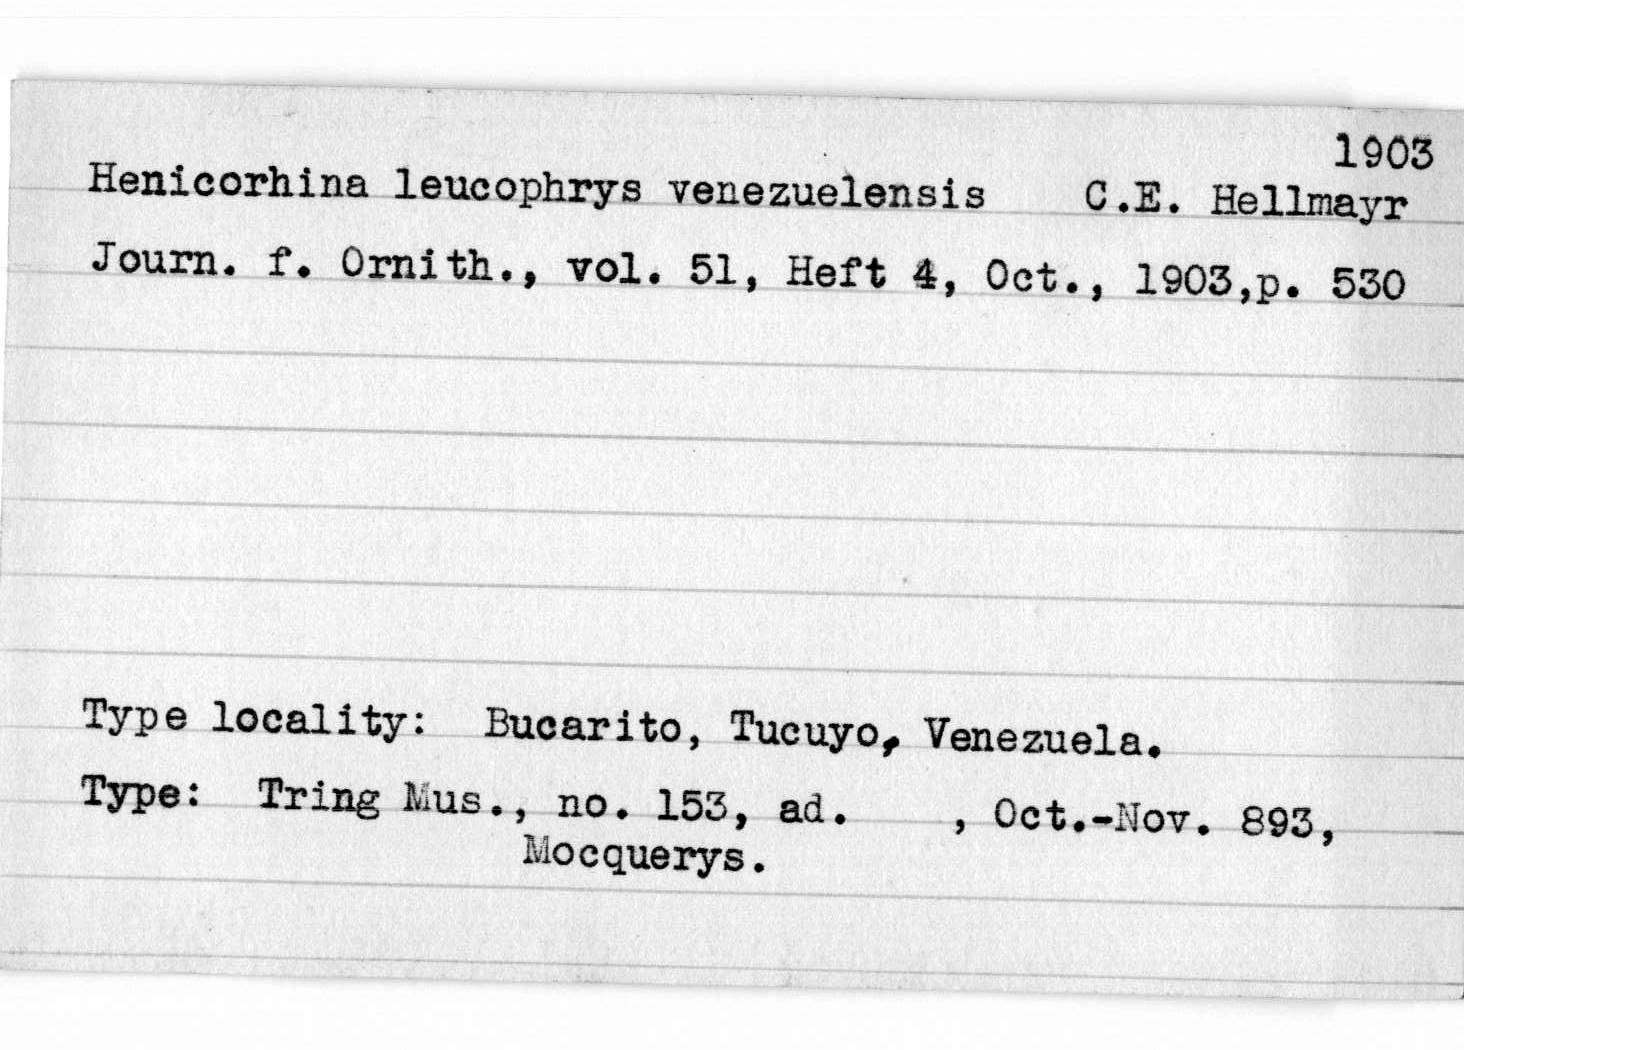 1903
Henicorhina leucophrys venezuelensis C.E. Hellmayr
Journ. f. Ornith., vol. 51, Heft 4, Oct., 1903,p. 530
Type locality: Bucarito, Tucuyo, Venezuela.
Type: Tring Mus., no. 153, ad. , Oct.-Nov. 893,
Mocquerys.